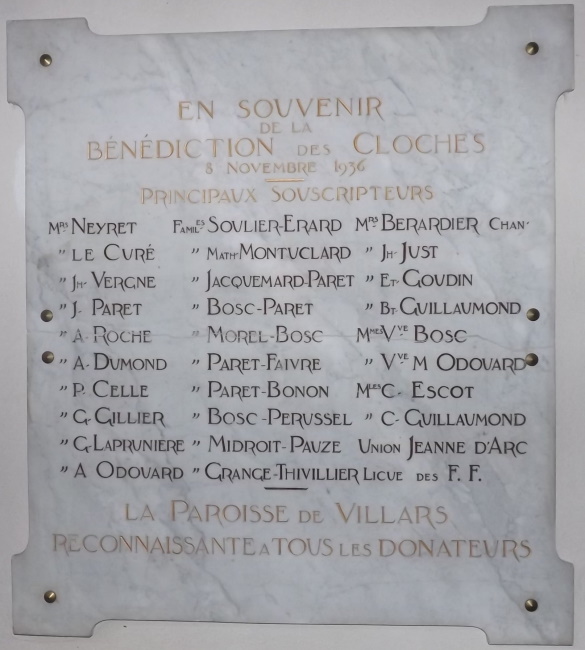 EN SOUVENIR
DE LA
BÉNÉDICTION DES CLOCHES
8 NOVEMBRE 1936
PRINCIPAUX SOUSCRIPTEURS
Mrs NEYRET FAMILles SOULIER-ERARD Mrs BERARDIER CHAN.
" LE CURÉ " MATH. MONTUCLARD " JH. JUST
" JH. VERGNE " JACQUEMARD-PARET " ET. GOUDIN
" J. PARET " BOSC-PARET " BT. GUILLAUMOND
" A. ROCHE " MOREL-BOSC MMES VVE BOSC
" A. DUMOND " PARET-FAIVRE " VVE M ODOUARD
" P. CELLE " PARET-BONON MLES C. ESCOT
" G. GILLIER " BOSC-PERUSSEL " C. GUILLAUMOND
" G. LAPRUNIERE " MIDROIT-PAUZE UNION JEANNE D'ARC
" A ODOUARD " GRANGE-THIVILLIER LIGUE DES F. F.
LA PAROISSE DE VILLARS
RECONNAISSANTE A TOUS LES DONATEURS